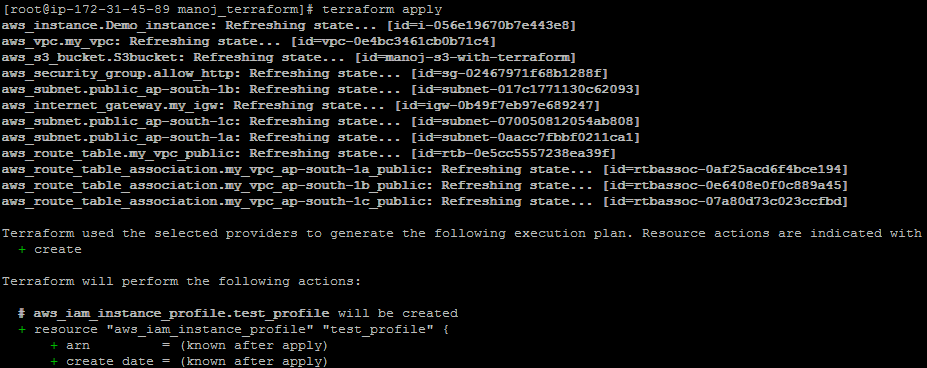 [root@ip-172-31-45-89 manoj_terraform]# terraform apply
aws_instance.Demo_instance: Refreshing state... [id=i-056e19670b7e443e8]
aws_vpc.my_vpc: Refreshing state... [id=vpc-0e4bc3461cb0b71c4]
aws_s3_bucket.S3bucket: Refreshing state... [id=manoj-s3-with-terraform]
aws_security_group.allow_http: Refreshing state... [id=sg-02467971f68b1288f]
aws_subnet.public_ap-south-1b: Refreshing state... [id=subnet-017c1771130c62093]
aws_internet_gateway.my_igw: Refreshing state... [id=igw-0b49f7eb97e689247]
aws_subnet.public_ap-south-1c: Refreshing state... [id=subnet-070050812054ab808]
aws_subnet.public_ap-south-1a: Refreshing state... [id=subnet-0aacc7fbbf0211ca1]
aws_route_table.my_vpc_public: Refreshing state... [id=rtb-0e5cc5557238ea39f]
aws_route_table_association.my_vpc_ap-south-1a_public: Refreshing state... [id=rtbassoc-0af25acd6f4bce194]
aws_route_table_association.my_vpc_ap-south-1b_public: Refreshing state... [id=rtbassoc-0e6408e0f0c889a45]
aws_route_table_association.my_vpc_ap-south-1c_public: Refreshing state... [id=rtbassoc-07a80d73c023ccfbd]
Terraform used the selected providers to generate the following execution plan. Resource actions are indicated with
+ create
Terraform will perform the following actions:
# aws_iam_instance_profile.test_profile will be created
+ resource "aws_iam_instance_profile" "test_profile" {
+ arn = (known after apply)
+ create_date = (known after apply)